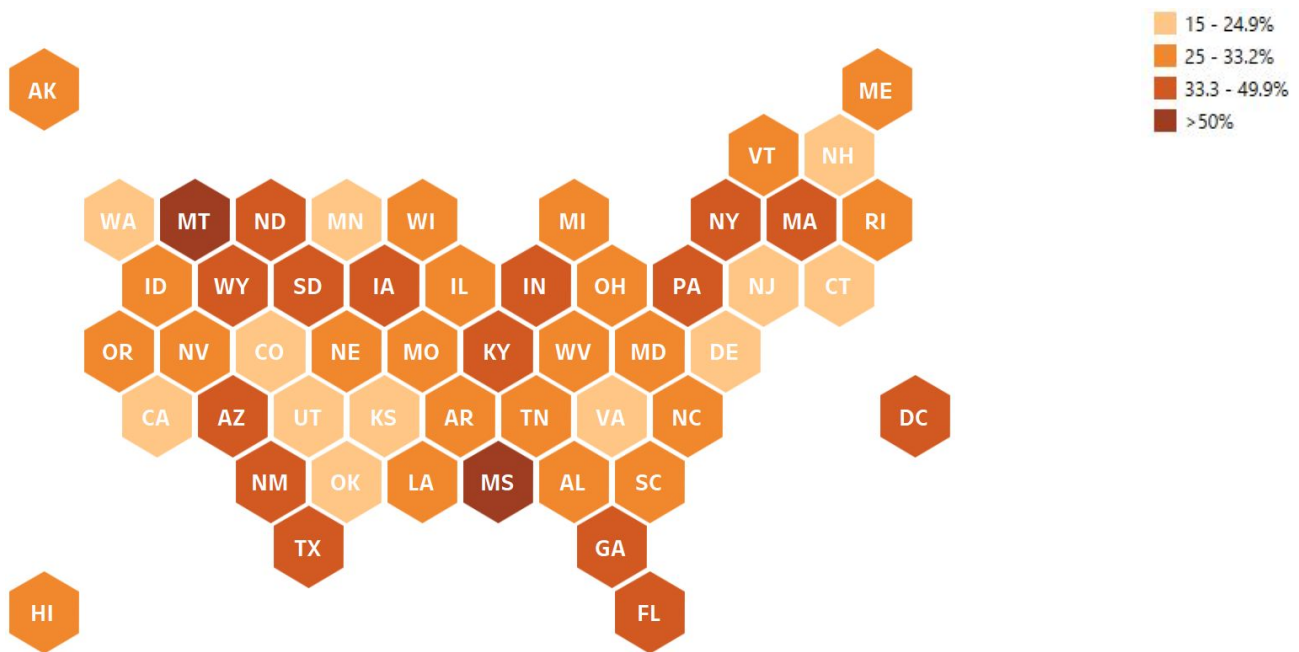 15 - 24.9%
25 - 33.2%
33.3 - 49.9%
>50%
AK
ME
VT NH
WA MT ND MN WI MI NY MA RI
ID WY SD IA IL IN OH PA NJ CT
OR NV CO NE MO KY WV MD DE
CA AZ UT KS AR TN VA NC DC
NM OK LA MS AL SC
TX GA
HI FL